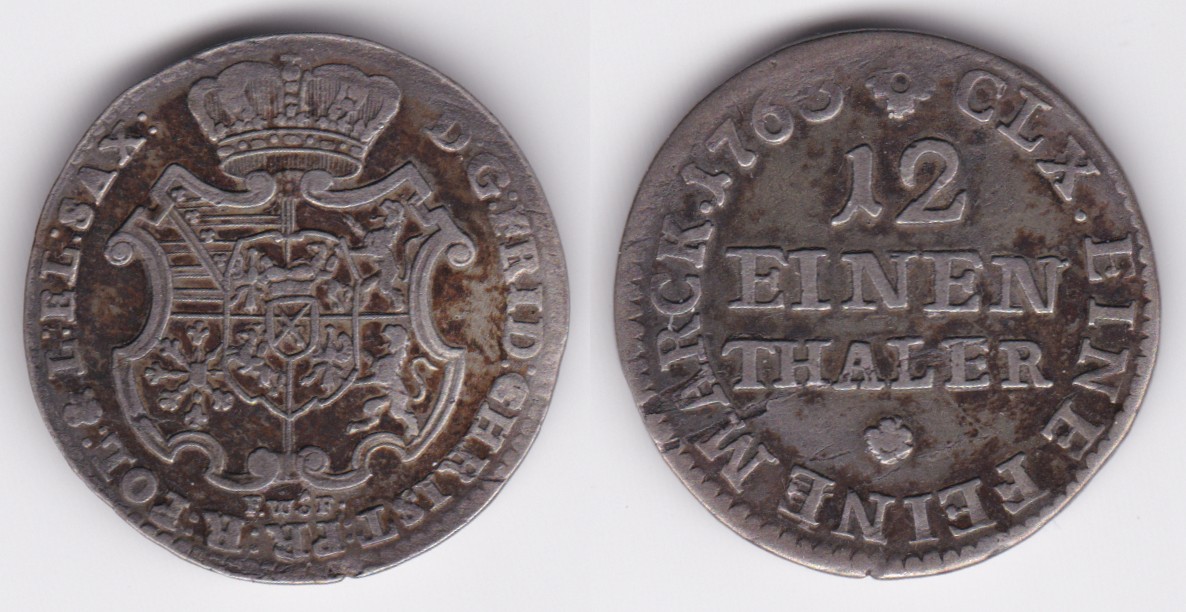 D.G.FRID.CHRIST.PR.R.POL:&.L.&.EL.SAX:
F.W.ô.F.
CLX.EINE FEINE MARCK.1763
12
EINEN
THALER